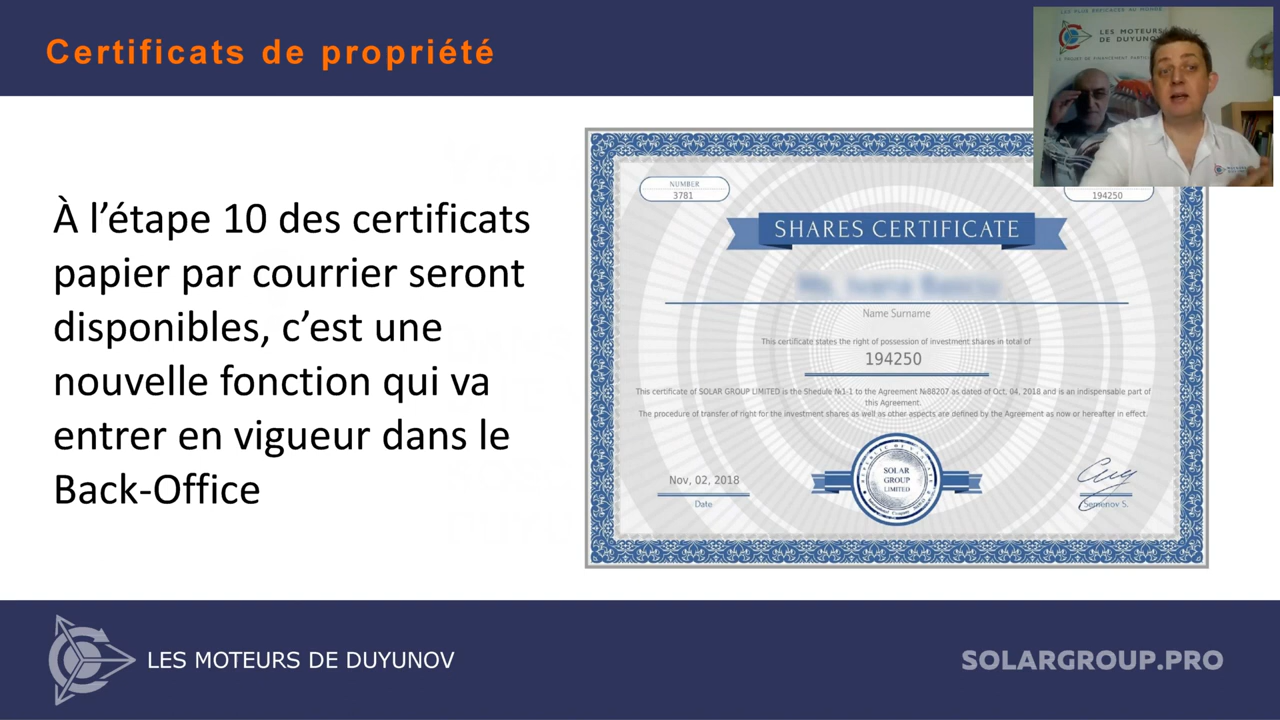 Certificats de propriété
LES PLUS EFFICACES AU MONDE
LES MOTEURS
DE DUYUNOV
À l’étape 10 des certificats
papier par courrier seront
disponibles, c’est une
nouvelle fonction qui va
entrer en vigueur dans le
Back-Office
NUMBER
3781
194250
SHARES CERTIFICATE
Name Surname
This certificate states the right of possession of investment shares in total of
194250
This certificate of SOLAR GROUP LIMITED is the Shedule №1-1 to the Agreement №88207 as dated of Oct. 04, 2018 and is an indispensable part of
this Agreement.
The procedure of transfer of right for the investment shares as well as other aspects are defined by the Agreement as now or hereafter in effect.
Nov, 02, 2018
Date
SOLAR
GROUP
LIMITED
Semenov S.
LES MOTEURS DE DUYUNOV
SOLARGROUP.PRO